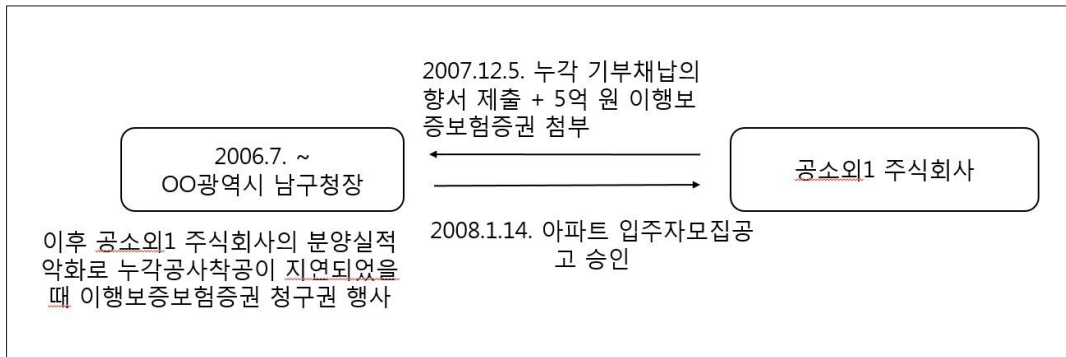 2007.12.5. 누각 기부채납의
향서 제출 + 5억 원 이행보
증보험증권 첨부
2006.7. ~
OO광역시 남구청장
공소외1 주식회사
2008.1.14. 아파트 입주자모집공
고 승인
이후 공소외1 주식회사의 분양실적
악화로 누각공사착공이 지연되었을
때 이행보증보험증권 청구권 행사